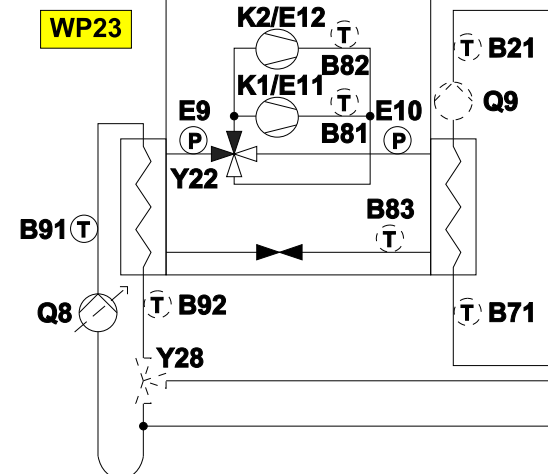 WP23
K2/E12
T
B82
K1/E11
T
B81
T B21
Q9
E9
P
E10
P
Y22
B83
T
B91 T
T B92
Q8
T B71
Y28